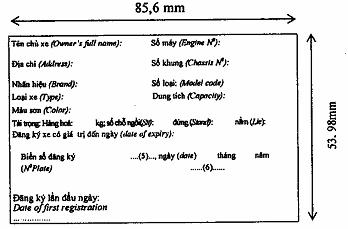 85,6 mm
Tên chủ xe (Owner's full name): Số máy (Engine Nº):
Địa chỉ (Address): Số khung (Chassis Nº):
Nhãn hiệu (Brand): Số loại: (Model code)
Loại xe (Type): Dung tích (Capacity):
Màu sơn (Color):
Tải trọng: Hàng hoá: kg; số chỗ ngồi(Sit): đứng (Stand): nằm (Lie):
Đăng ký xe có giá trị đến ngày (date of expiry):
Biển số đăng ký ....(5)..., ngày (date) tháng năm
(NºPlate) ......(6)......
Đăng ký lần đầu ngày:
Date of first registration
...............
53. 98mm